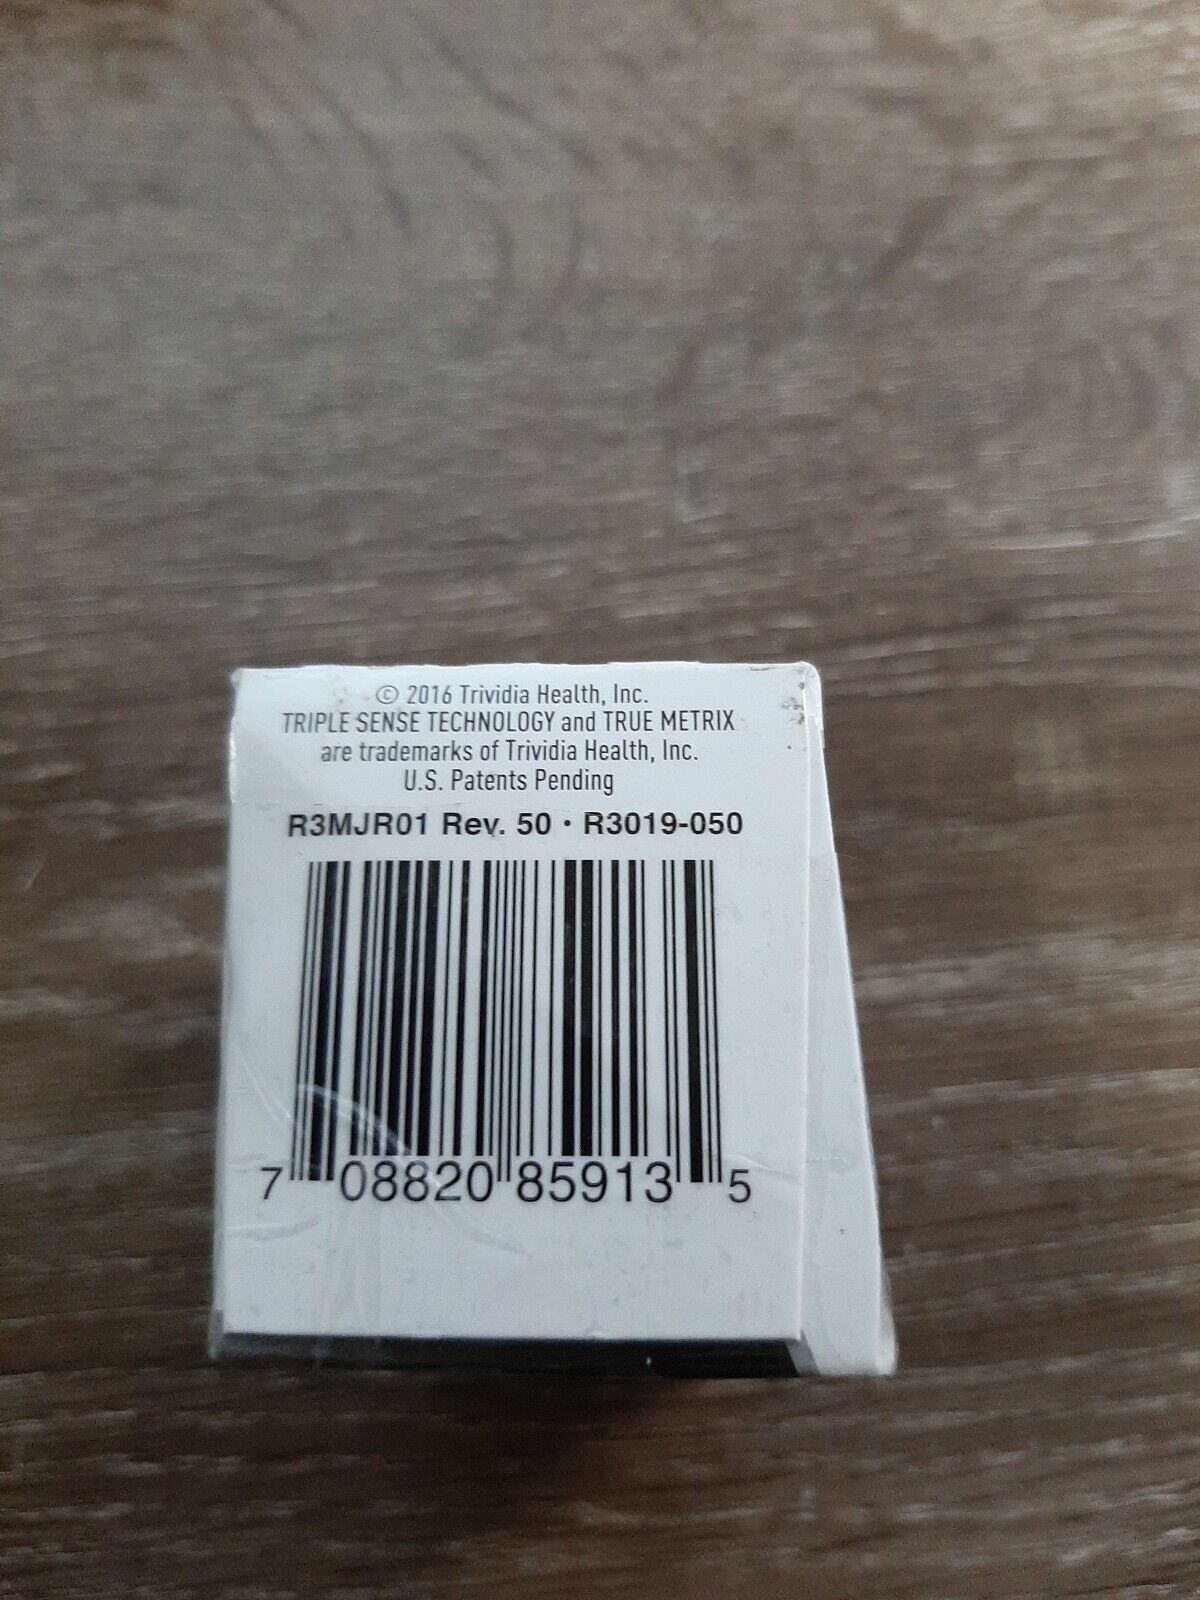 © 2016 Trividia Health, Inc.
TRIPLE SENSE TECHNOLOGY and TRUE METRIX
are trademarks of Trividia Health, Inc.
U.S. Patents Pending
R3MJR01 Rev. 50 • R3019-050
7 08820 85913 5